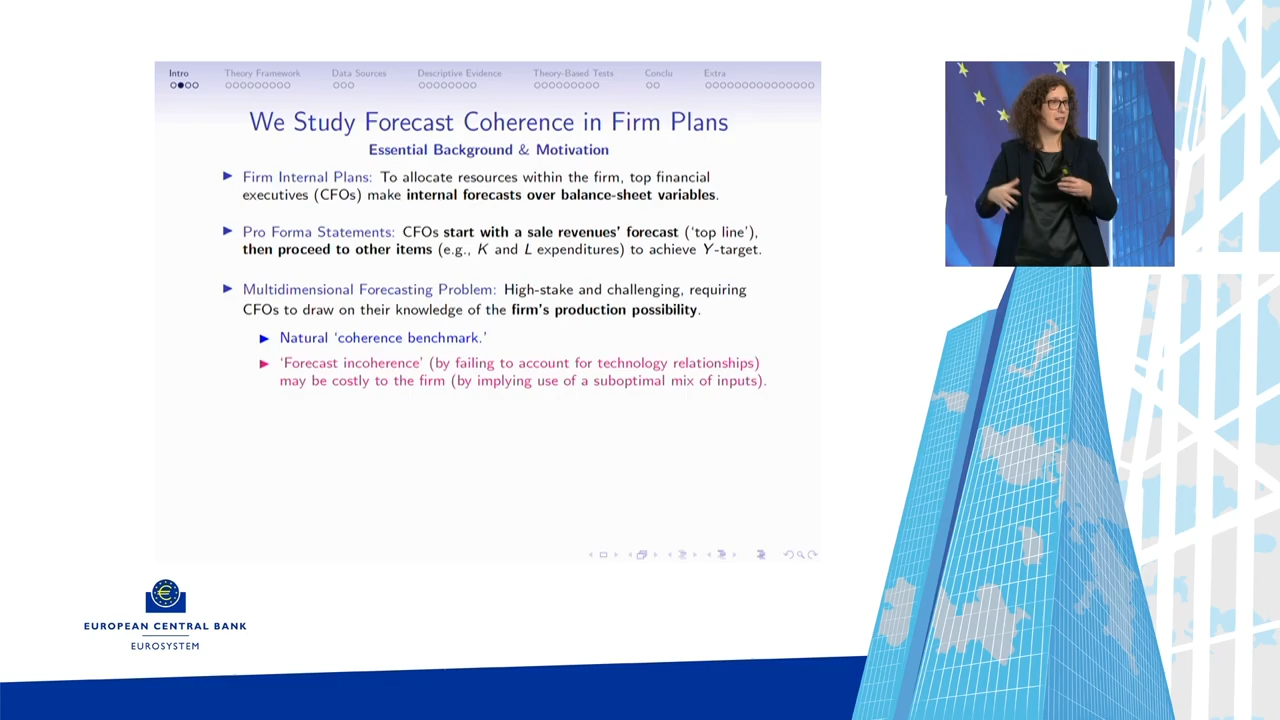 Intro Theory Framework Data Sources Descriptive Evidence Theory-Based Tests Conclu Extra
We Study Forecast Coherence in Firm Plans
Essential Background & Motivation
Firm Internal Plans: To allocate resources within the firm, top financial
executives (CFOs) make internal forecasts over balance-sheet variables.
Pro Forma Statements: CFOs start with a sale revenues' forecast ('top line'),
then proceed to other items (e.g., K and L expenditures) to achieve Y-target.
Multidimensional Forecasting Problem: High-stake and challenging, requiring
CFOs to draw on their knowledge of the firm's production possibility.
Natural 'coherence benchmark.'
'Forecast incoherence' (by failing to account for technology relationships)
may be costly to the firm (by implying use of a suboptimal mix of inputs).
EUROPEAN CENTRAL BANK
EUROSYSTEM